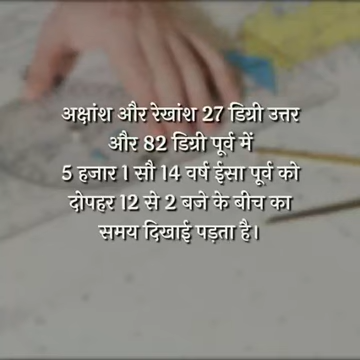 अक्षांश और रेखांश 27 डिग्री उत्तर
और 82 डिग्री पूर्व में
5 हजार 1 सौ 14 वर्ष ईसा पूर्व को
दोपहर 12 से 2 बजे के बीच का
समय दिखाई पड़ता है।